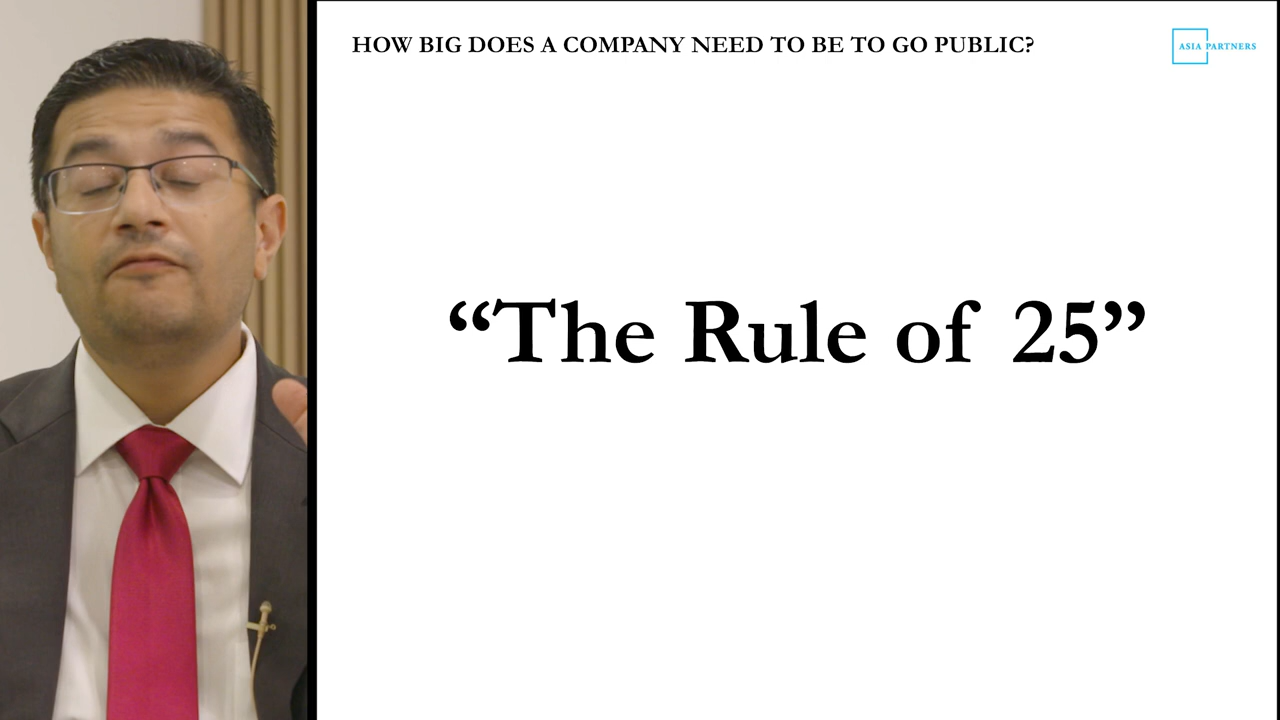 HOW BIG DOES A COMPANY NEED TO BE TO GO PUBLIC?
ASIA PARTNERS
“The Rule of 25”